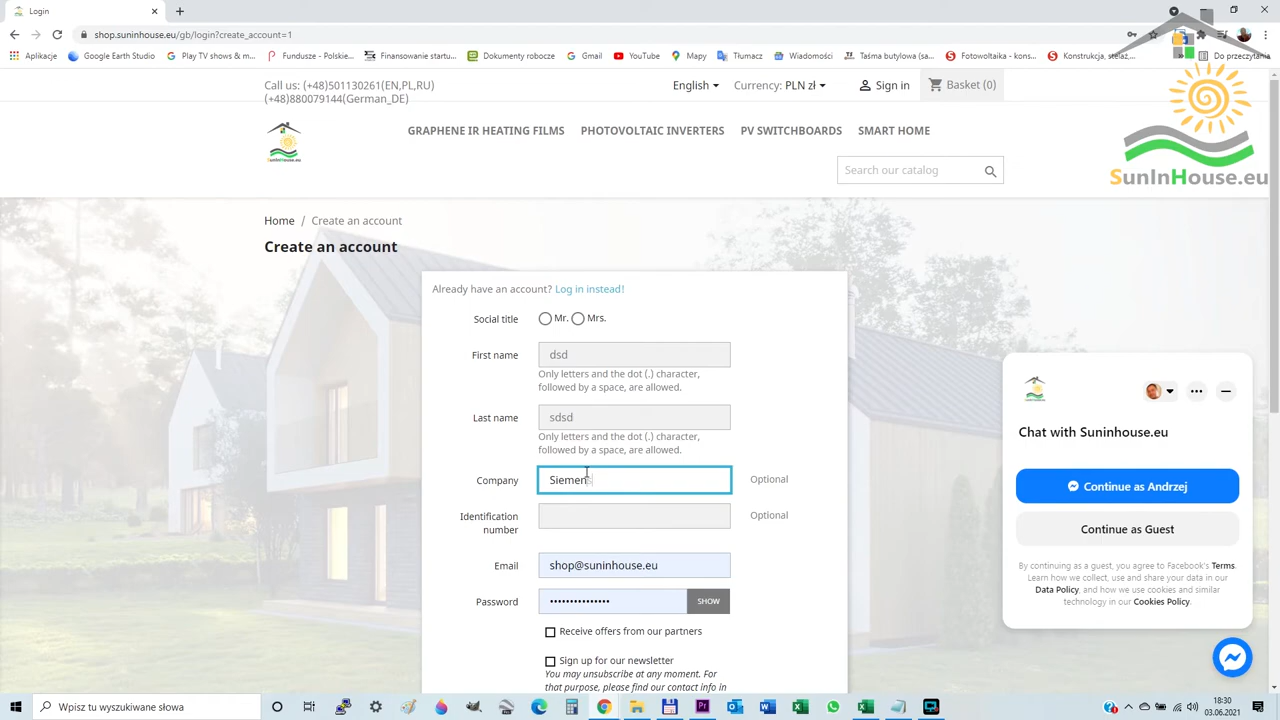 Login
shop.suninhouse.eu/gb/login?create_account=1
Aplikacje
Google Earth Studio
Play TV shows & m...
Fundusze - Polskie...
Finansowanie startu...
Dokumenty robocze
Gmail
YouTube
Mapy
Tłumacz
Wiadomości
Taśma butylowa (sa...
Fotowoltaika - kons...
Konstrukcja, stelaż,...
Do przeczytania
Call us: (+48)501130261(EN,PL,RU)
(+48)880079144(German_DE)
English
Currency: PLN zł
Sign in
Basket (0)
SunInHouse.eu
GRAPHENE IR HEATING FILMS
PHOTOVOLTAIC INVERTERS
PV SWITCHBOARDS
SMART HOME
SunInHouse.eu
Search our catalog
Home / Create an account
Create an account
Already have an account? Log in instead!
Social title
Mr.
Mrs.
First name
dsd
Only letters and the dot (.) character,
followed by a space, are allowed.
Last name
sdsd
Only letters and the dot (.) character,
followed by a space, are allowed.
Company
Siemens
Optional
Identification
number
Optional
Email
shop@suninhouse.eu
Password
SHOW
Receive offers from our partners
Sign up for our newsletter
You may unsubscribe at any moment. For
that purpose, please find our contact info in
Chat with Suninhouse.eu
Continue as Andrzej
Continue as Guest
By continuing as a guest, you agree to Facebook's Terms.
Learn how we collect, use and share your data in our
Data Policy, and how we use cookies and similar
technology in our Cookies Policy.
Wpisz tu wyszukiwane słowa
18:30
03.06.2021